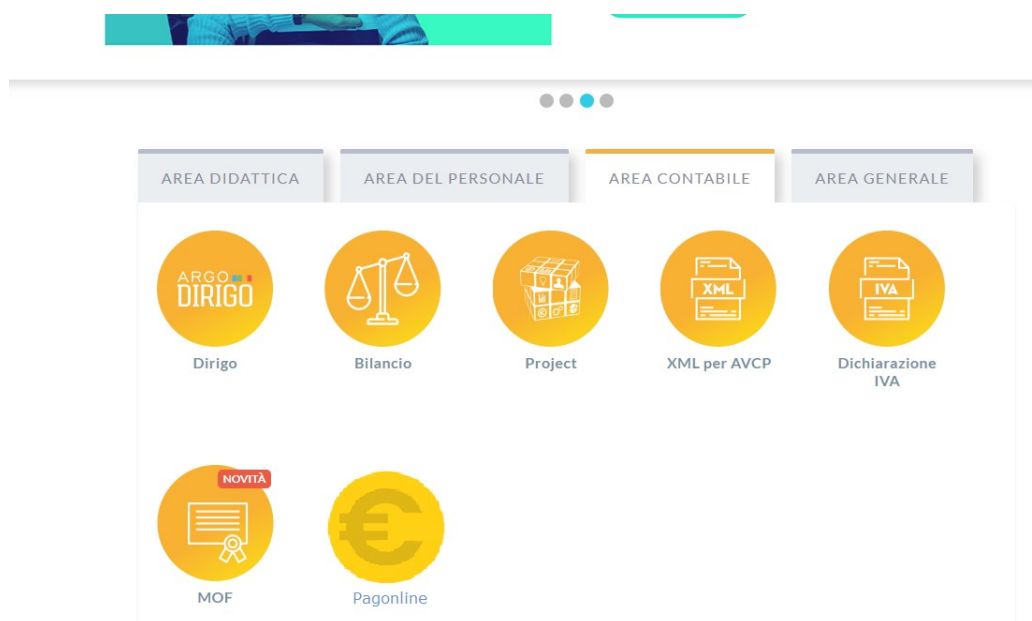 AREA DIDATTICA
AREA DEL PERSONALE
AREA CONTABILE
AREA GENERALE
ARGO
DIRIGO
XML
IVA
Dirigo
Bilancio
Project
XML per AVCP
Dichiarazione
IVA
NOVITÀ
€
MOF
Pagonline